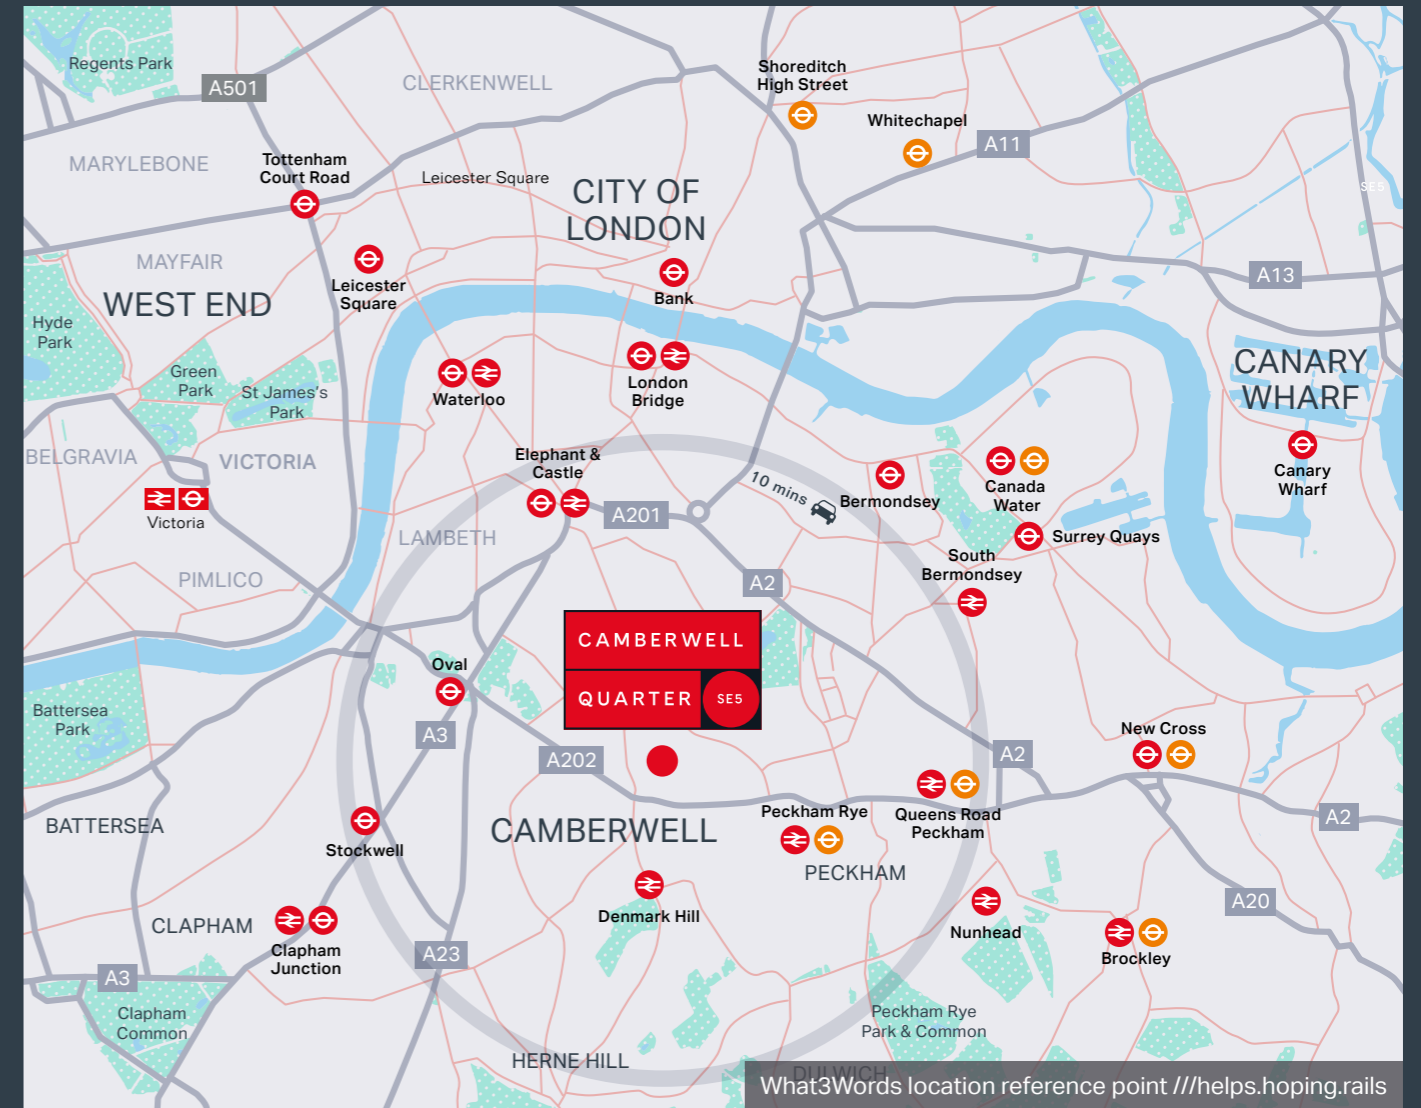 Regents Park
A501
CLERKENWELL
Shoreditch
High Street
Whitechapel
A11
MARYLEBONE
Tottenham
Court Road
Leicester Square
CITY OF
LONDON
SE5
MAYFAIR
WEST END
Leicester
Square
Bank
A13
Hyde
Park
Green
Park
St James's
Park
Waterloo
London
Bridge
CANARY
WHARF
BELGRAVIA
VICTORIA
Victoria
Elephant &
Castle
A201
10 mins
Bermondsey
Canada
Water
Canary
Wharf
LAMBETH
Surrey Quays
South
Bermondsey
PIMLICO
A2
CAMBERWELL
QUARTER
SE5
Oval
Battersea
Park
A3
A202
A2
New Cross
BATTERSEA
Stockwell
CAMBERWELL
Peckham Rye
Queens Road
Peckham
A2
PECKHAM
CLAPHAM
Clapham
Junction
Denmark Hill
Nunhead
A20
Brockley
A3
A23
Clapham
Common
Peckham Rye
Park & Common
HERNE HILL
DULWICH
What3Words location reference point ///helps.hoping.rails